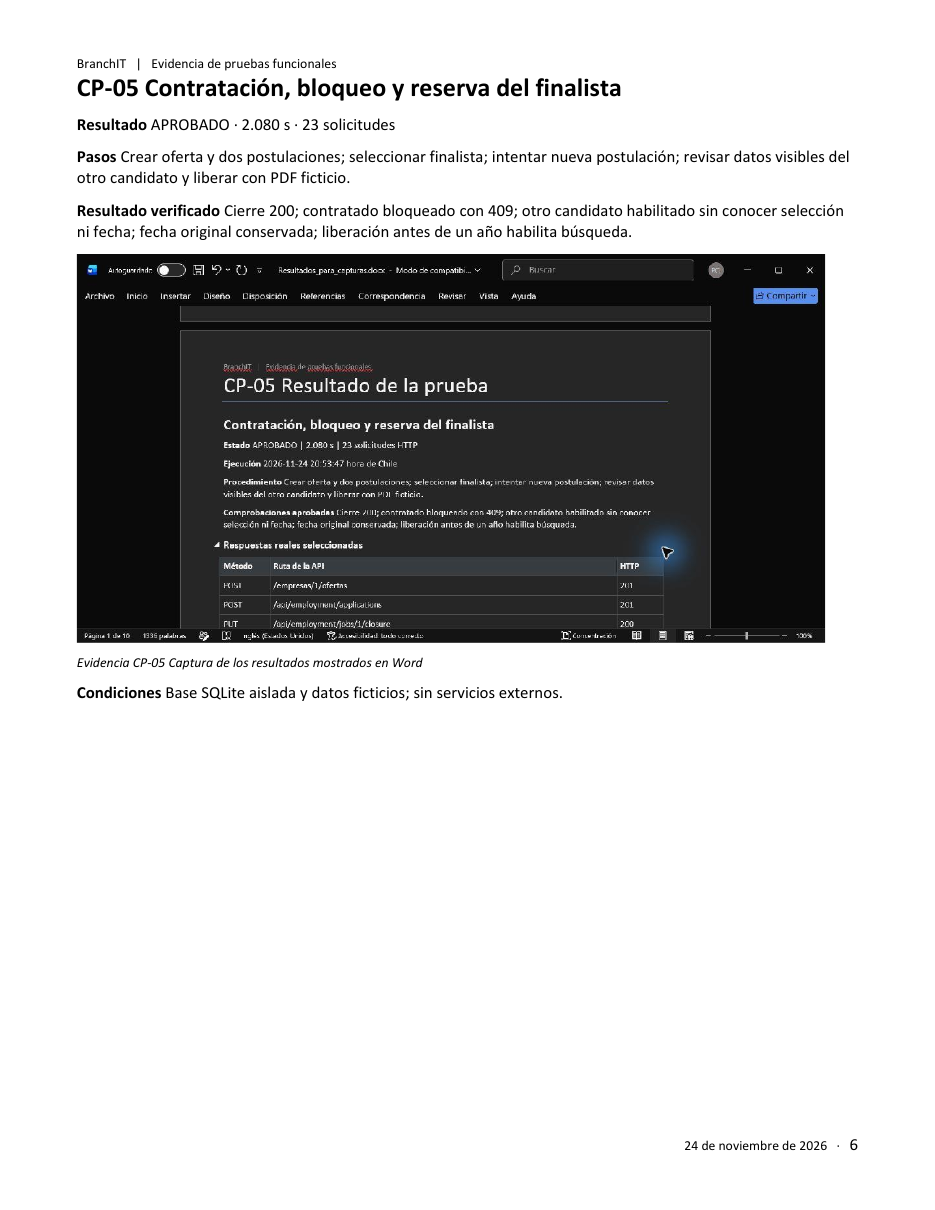 BranchIT | Evidencia de pruebas funcionales
CP-05 Contratación, bloqueo y reserva del finalista
Resultado APROBADO · 2.080 s · 23 solicitudes
Pasos Crear oferta y dos postulaciones; seleccionar finalista; intentar nueva postulación; revisar datos visibles del
otro candidato y liberar con PDF ficticio.
Resultado verificado Cierre 200; contratado bloqueado con 409; otro candidato habilitado sin conocer selección
ni fecha; fecha original conservada; liberación antes de un año habilita búsqueda.
Autoguardado Resultados_para_capturas.docx - Modo de compatibi... Buscar
Archivo Inicio Insertar Diseño Disposición Referencias Correspondencia Revisar Vista Ayuda Compartir
BranchIT | Evidencia de pruebas funcionales
CP-05 Resultado de la prueba
Contratación, bloqueo y reserva del finalista
Estado APROBADO | 2.080 s | 23 solicitudes HTTP
Ejecución 2026-11-24 20:53:47 hora de Chile
Procedimiento Crear oferta y dos postulaciones; seleccionar finalista; intentar nueva postulación; revisar datos
visibles del otro candidato y liberar con PDF ficticio.
Comprobaciones aprobadas Cierre 200; contratado bloqueado con 409; otro candidato habilitado sin conocer
selección ni fecha; fecha original conservada; liberación antes de un año habilita búsqueda.
Respuestas reales seleccionadas
Método Ruta de la API HTTP
POST /empresas/1/ofertas 201
POST /api/employment/applications 201
PUT /api/employment/jobs/1/closure 200
Página 1 de 10 1336 palabras Inglés (Estados Unidos) Accesibilidad: todo correcto Concentración 100%
Evidencia CP-05 Captura de los resultados mostrados en Word
Condiciones Base SQLite aislada y datos ficticios; sin servicios externos.
24 de noviembre de 2026 · 6